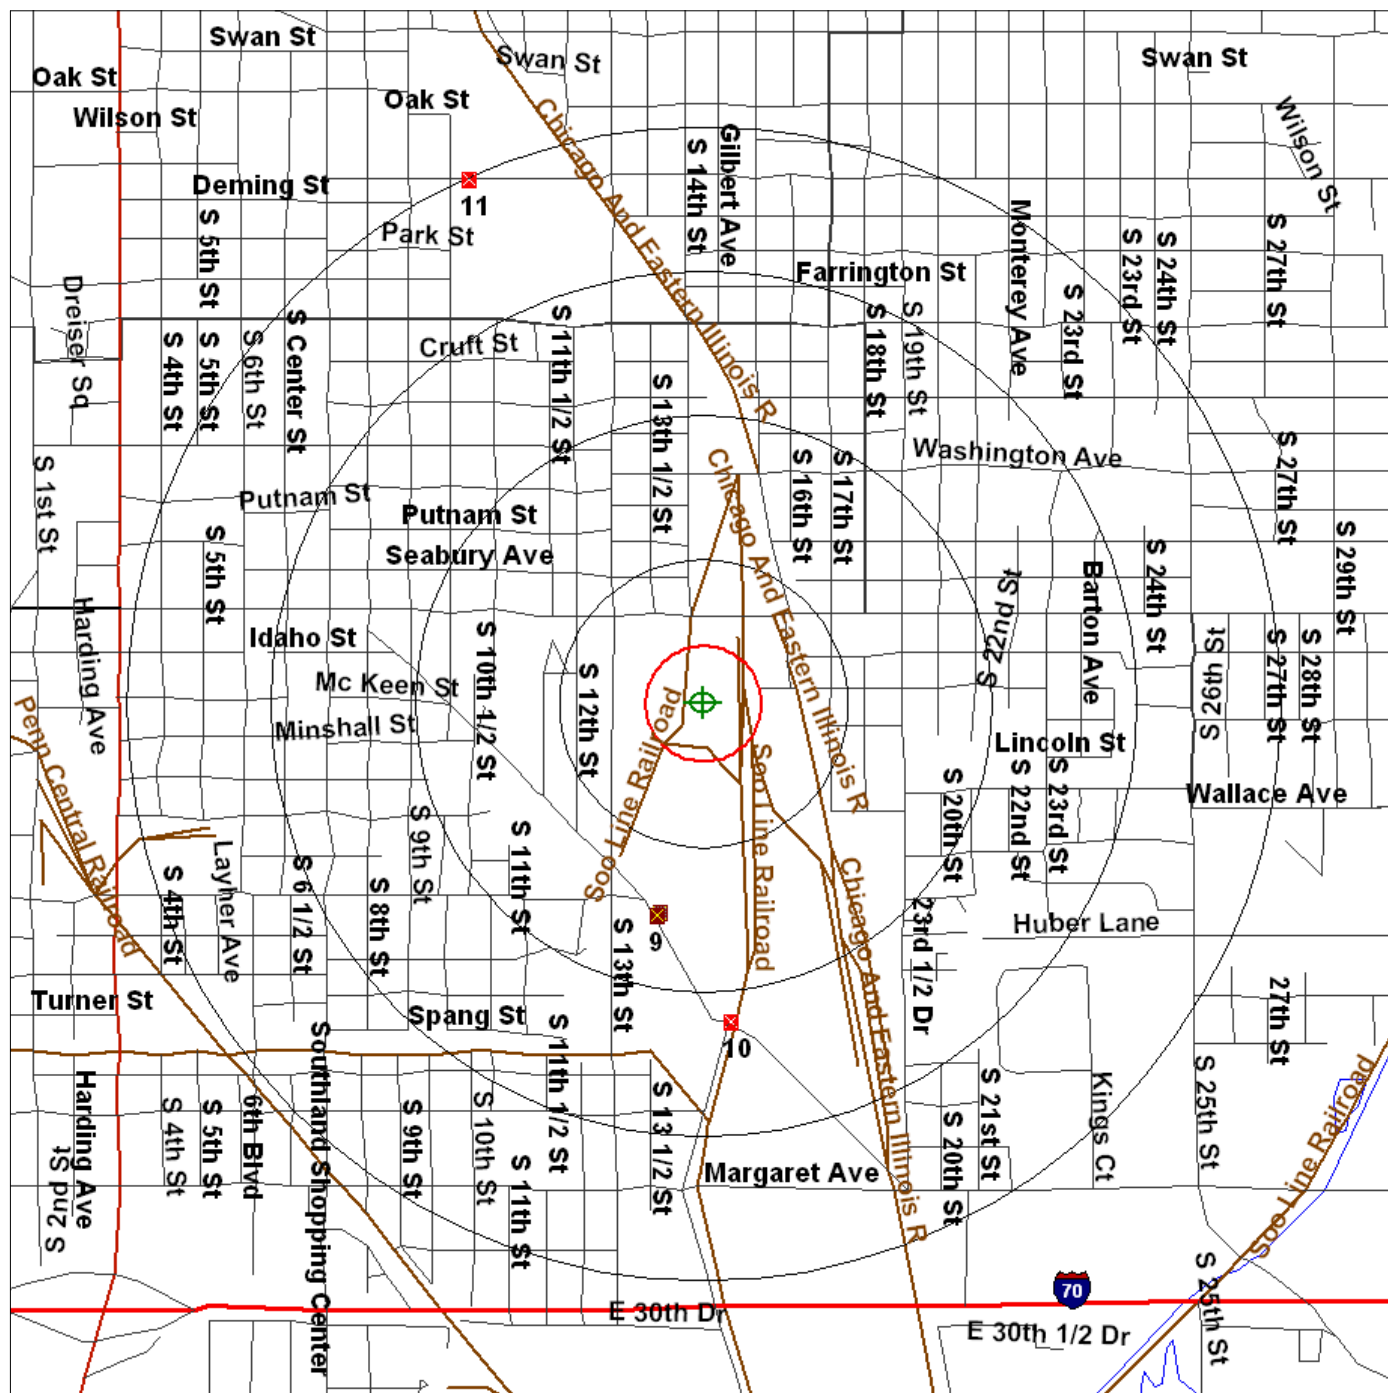 Swan St
Swan St
Swan St
Oak St
Oak St
Wilson St
Wilson St
Chicago And Eastern Illinois R
Gilbert Ave
S 14th St
Deming St
11
Park St
S 5th St
Monterey Ave
S 23rd St
S 24th St
S 27th St
Farrington St
Dreiser Sq
S 4th St
S 5th St
S 6th St
S Center St
Cruft St
S 11th 1/2 St
S 13th 1/2 St
S 18th St
S 19th St
S 23rd St
Washington Ave
S 1st St
Putnam St
Putnam St
Seabury Ave
Chicago And Eastern Illinois R
S 16th St
S 17th St
S 27th St
S 29th St
S 5th St
Harding Ave
Idaho St
Mc Keen St
Minshall St
S 10th 1/2 St
S 12th St
S 22nd St
Barton Ave
S 24th St
S 26th St
S 27th St
S 28th St
Penn Central Railroad
Soo Line Railroad
Soo Line Railroad
Lincoln St
Wallace Ave
S 20th St
S 22nd St
S 23rd St
S 4th St
Layher Ave
S 6 1/2 St
S 8th St
S 9th St
S 11th St
9
S 13th St
Chicago And Eastern Illinois R
23rd 1/2 Dr
Huber Lane
27th St
Turner St
Spang St
10
S 11th 1/2 St
Southland Shopping Center
Harding Ave
S 2nd St
S 4th St
S 5th St
6th Blvd
S 9th St
S 10th St
S 11th St
S 13 1/2 St
Margaret Ave
S 20th St
S 21st St
Kings Ct
S 25th St
Soo Line Railroad
S 25th St
70
E 30th Dr
E 30th 1/2 Dr